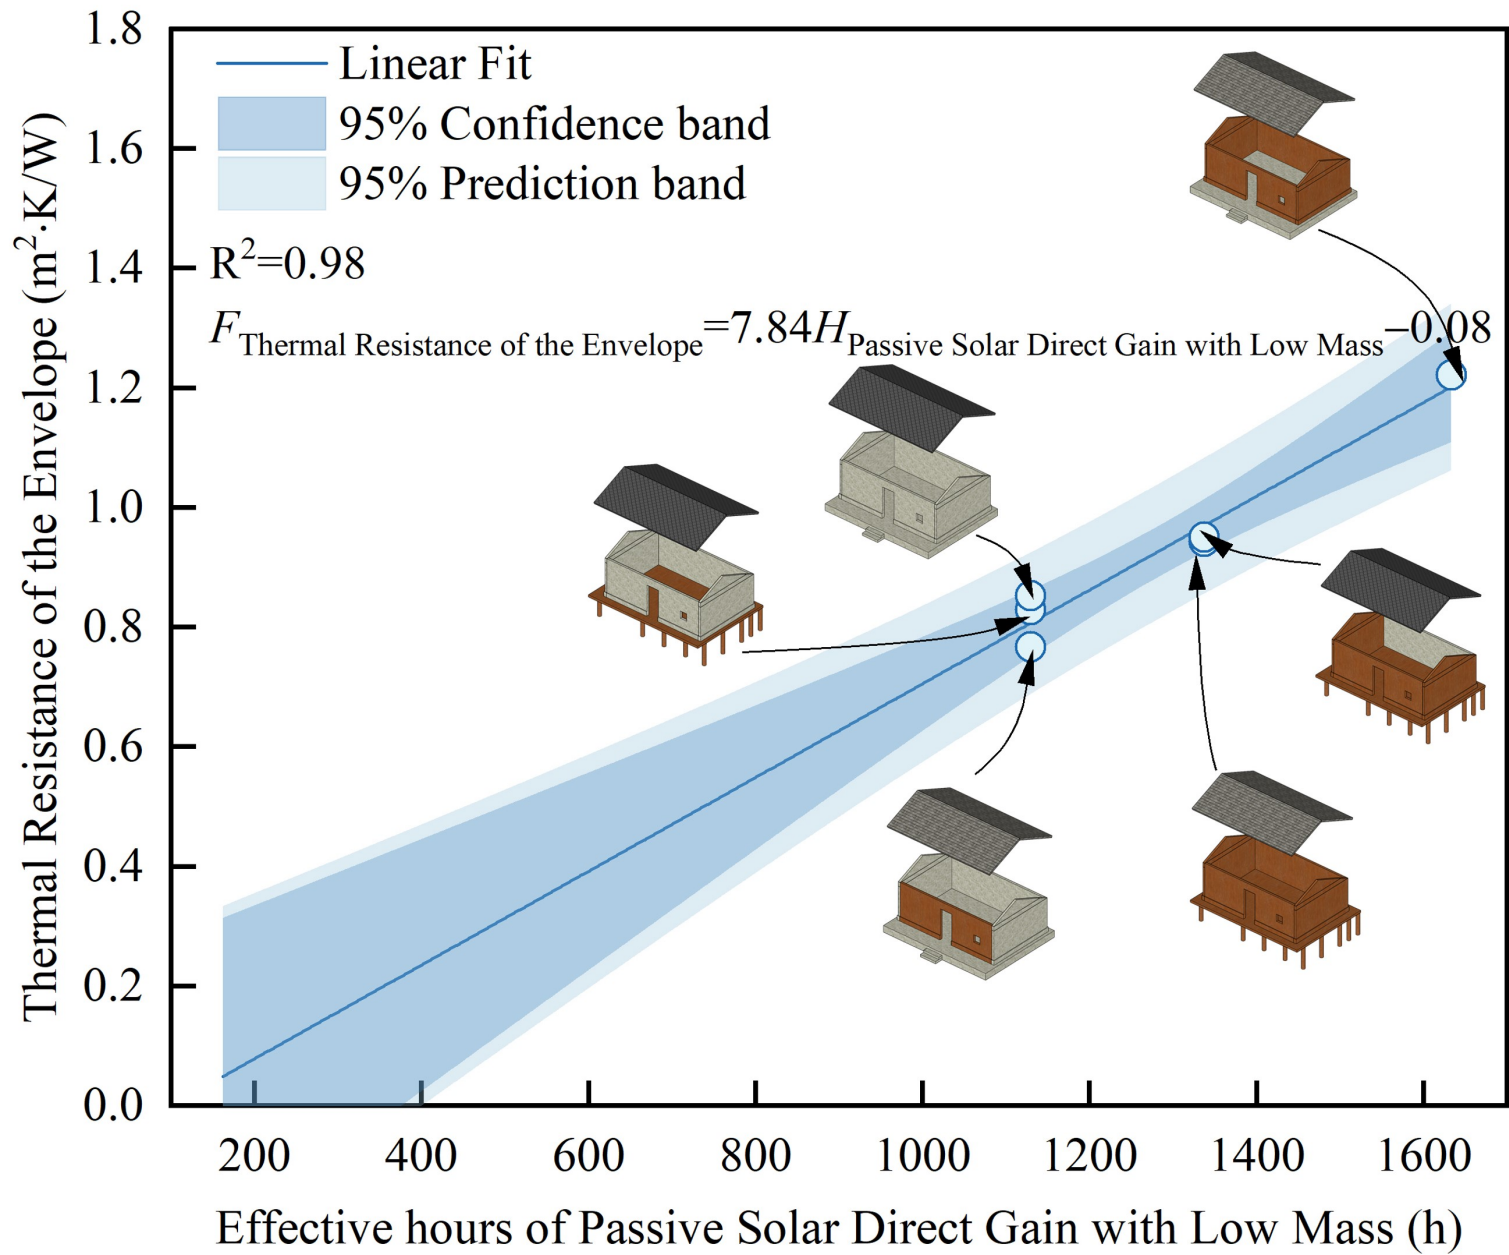 1.8
1.6
1.4
1.2
1.0
0.8
0.6
0.4
0.2
0.0
Thermal Resistance of the Envelope (m²·K/W)
Linear Fit
95% Confidence band
95% Prediction band
R²=0.98
F Thermal Resistance of the Envelope=7.84H Passive Solar Direct Gain with Low Mass−0.08
200 400 600 800 1000 1200 1400 1600
Effective hours of Passive Solar Direct Gain with Low Mass (h)